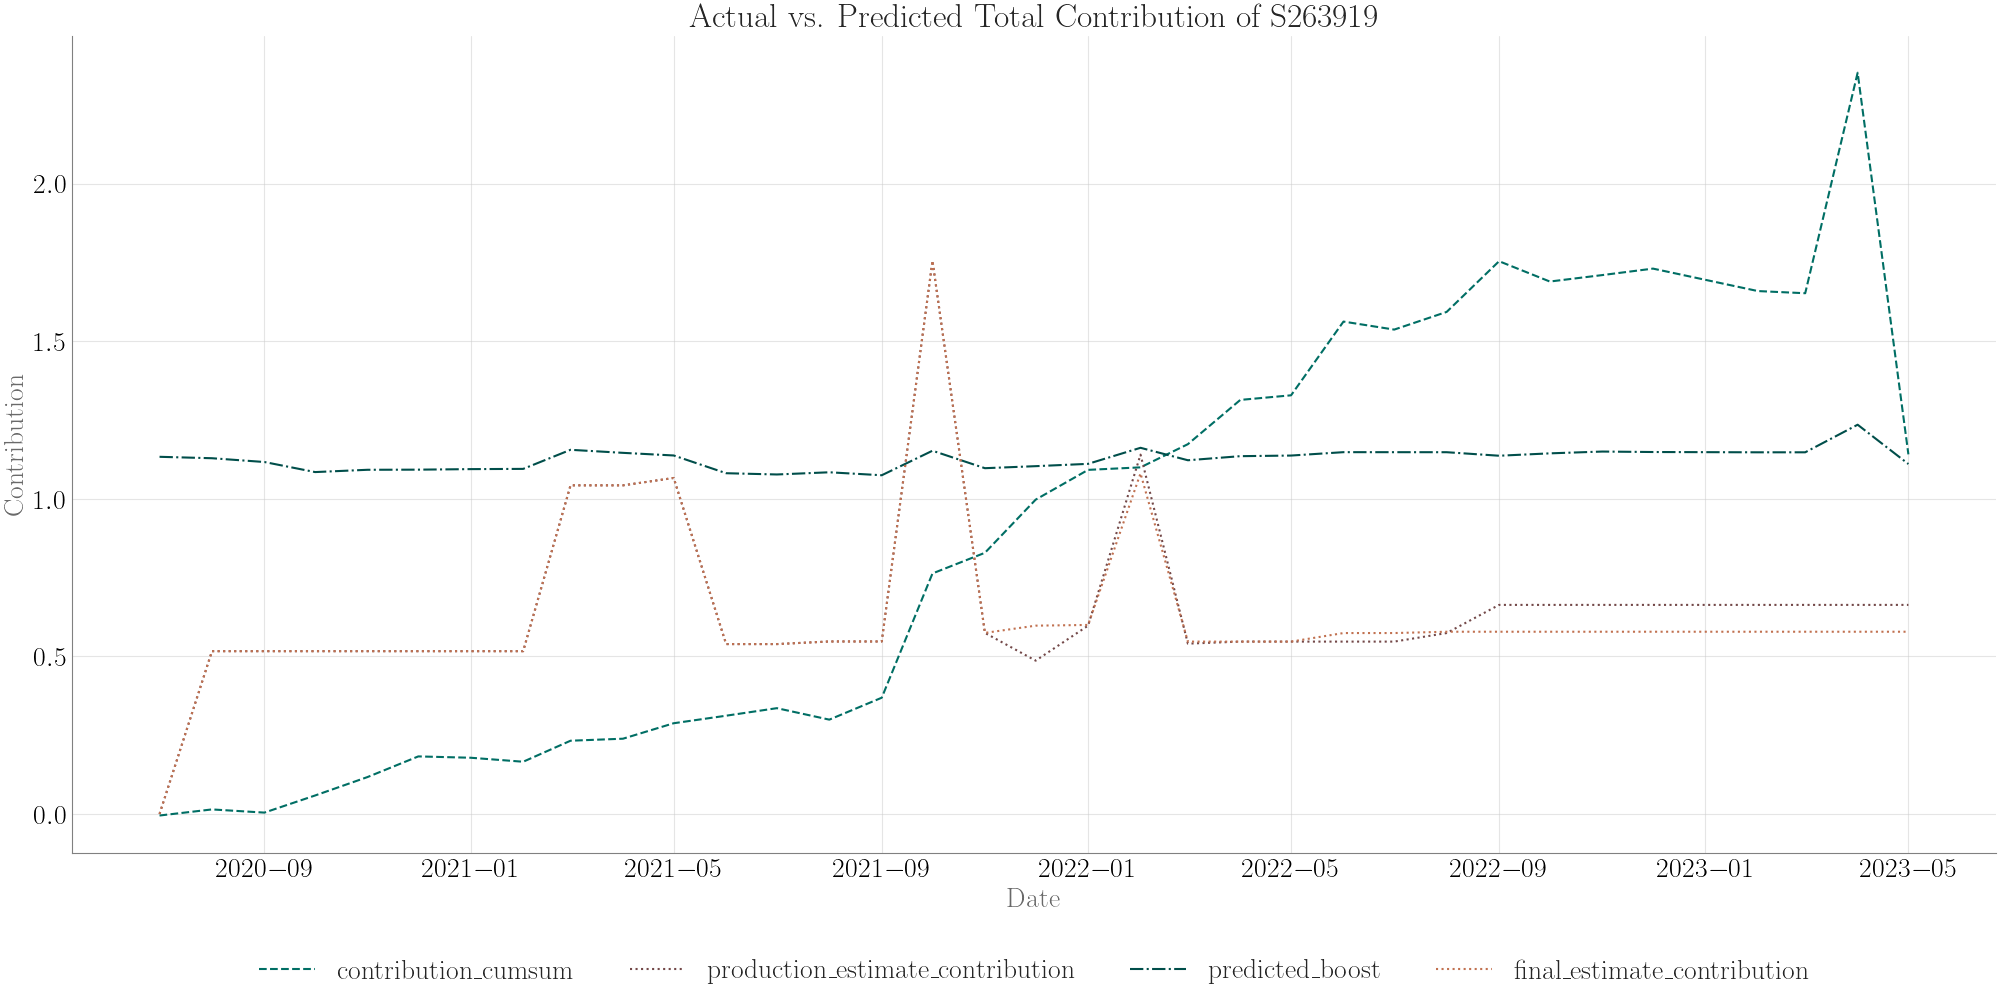 Actual vs. Predicted Total Contribution of S263919
2.0
1.5
1.0
0.5
0.0
Contribution
2020−09 2021−01 2021−05 2021−09 2022−01 2022−05 2022−09 2023−01 2023−05
Date
contribution_cumsum production_estimate_contribution predicted_boost final_estimate_contribution